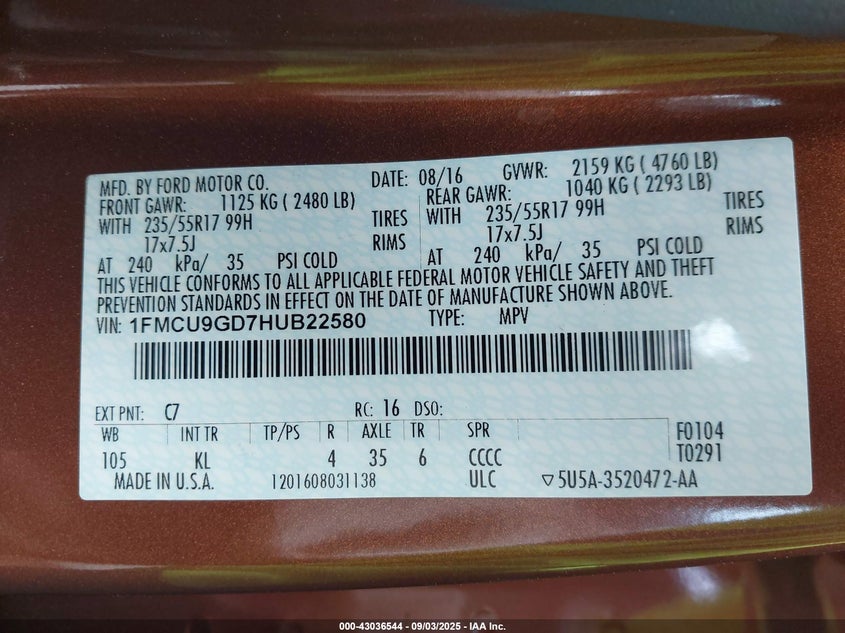 MFD. BY FORD MOTOR CO. DATE: 08/16 GVWR: 2159 KG ( 4760 LB)
FRONT GAWR: 1125 KG ( 2480 LB) REAR GAWR: 1040 KG ( 2293 LB)
WITH 235/55R17 99H TIRES WITH 235/55R17 99H TIRES
17x7.5J RIMS 17x7.5J RIMS
AT 240 kPa/ 35 PSI COLD AT 240 kPa/ 35 PSI COLD
THIS VEHICLE CONFORMS TO ALL APPLICABLE FEDERAL MOTOR VEHICLE SAFETY AND THEFT
PREVENTION STANDARDS IN EFFECT ON THE DATE OF MANUFACTURE SHOWN ABOVE.
VIN: 1FMCU9GD7HUB22580 TYPE: MPV
EXT PNT: C7 RC: 16 DSO:
WB INT TR TP/PS R AXLE TR SPR F0104
105 KL 4 35 6 CCCC T0291
MADE IN U.S.A. 1201608031138 ULC ▽5U5A-3520472-AA
000-43036544 - 09/03/2025 - IAA Inc.